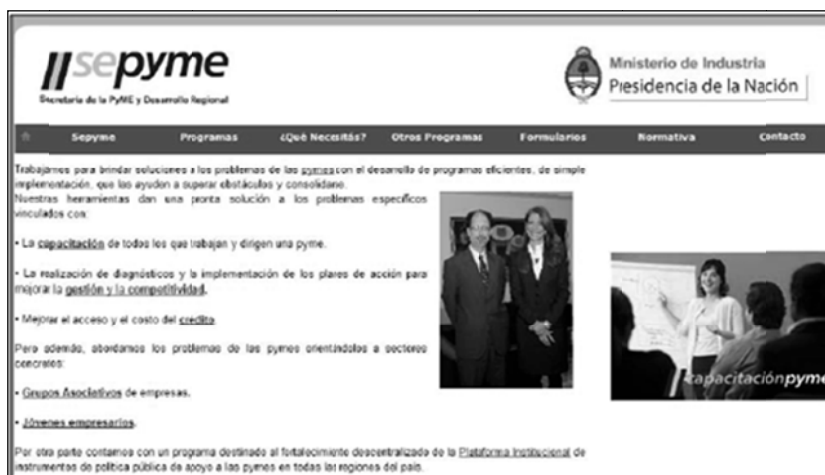 sepyme
Secretaría de la PyME y Desarrollo Regional
Ministerio de Industria
Presidencia de la Nación
Sepyme Programas ¿Qué Necesitás? Otros Programas Formularios Normativa Contacto
Trabajamos para brindar soluciones a los problemas de las pymes con el desarrollo de programas eficientes, de simple
implementación, que las ayuden a superar obstáculos y consolidarse.
Nuestras herramientas dan una pronta solución a los problemas específicos
vinculados con:
• La capacitación de todos los que trabajan y dirigen una pyme.
• La realización de diagnósticos y la implementación de los planes de acción para
mejorar la gestión y la competitividad.
• Mejorar el acceso y el costo del crédito
Pero además, abordamos los problemas de las pymes orientándolos a sectores
concretos:
• Grupos Asociativos de empresas.
• Jóvenes empresarios.
capacitaciónpyme
Por otra parte contamos con un programa destinado al fortalecimiento descentralizado de la Plataforma Institucional de
instrumentos de política pública de apoyo a las pymes en todas las regiones del país.